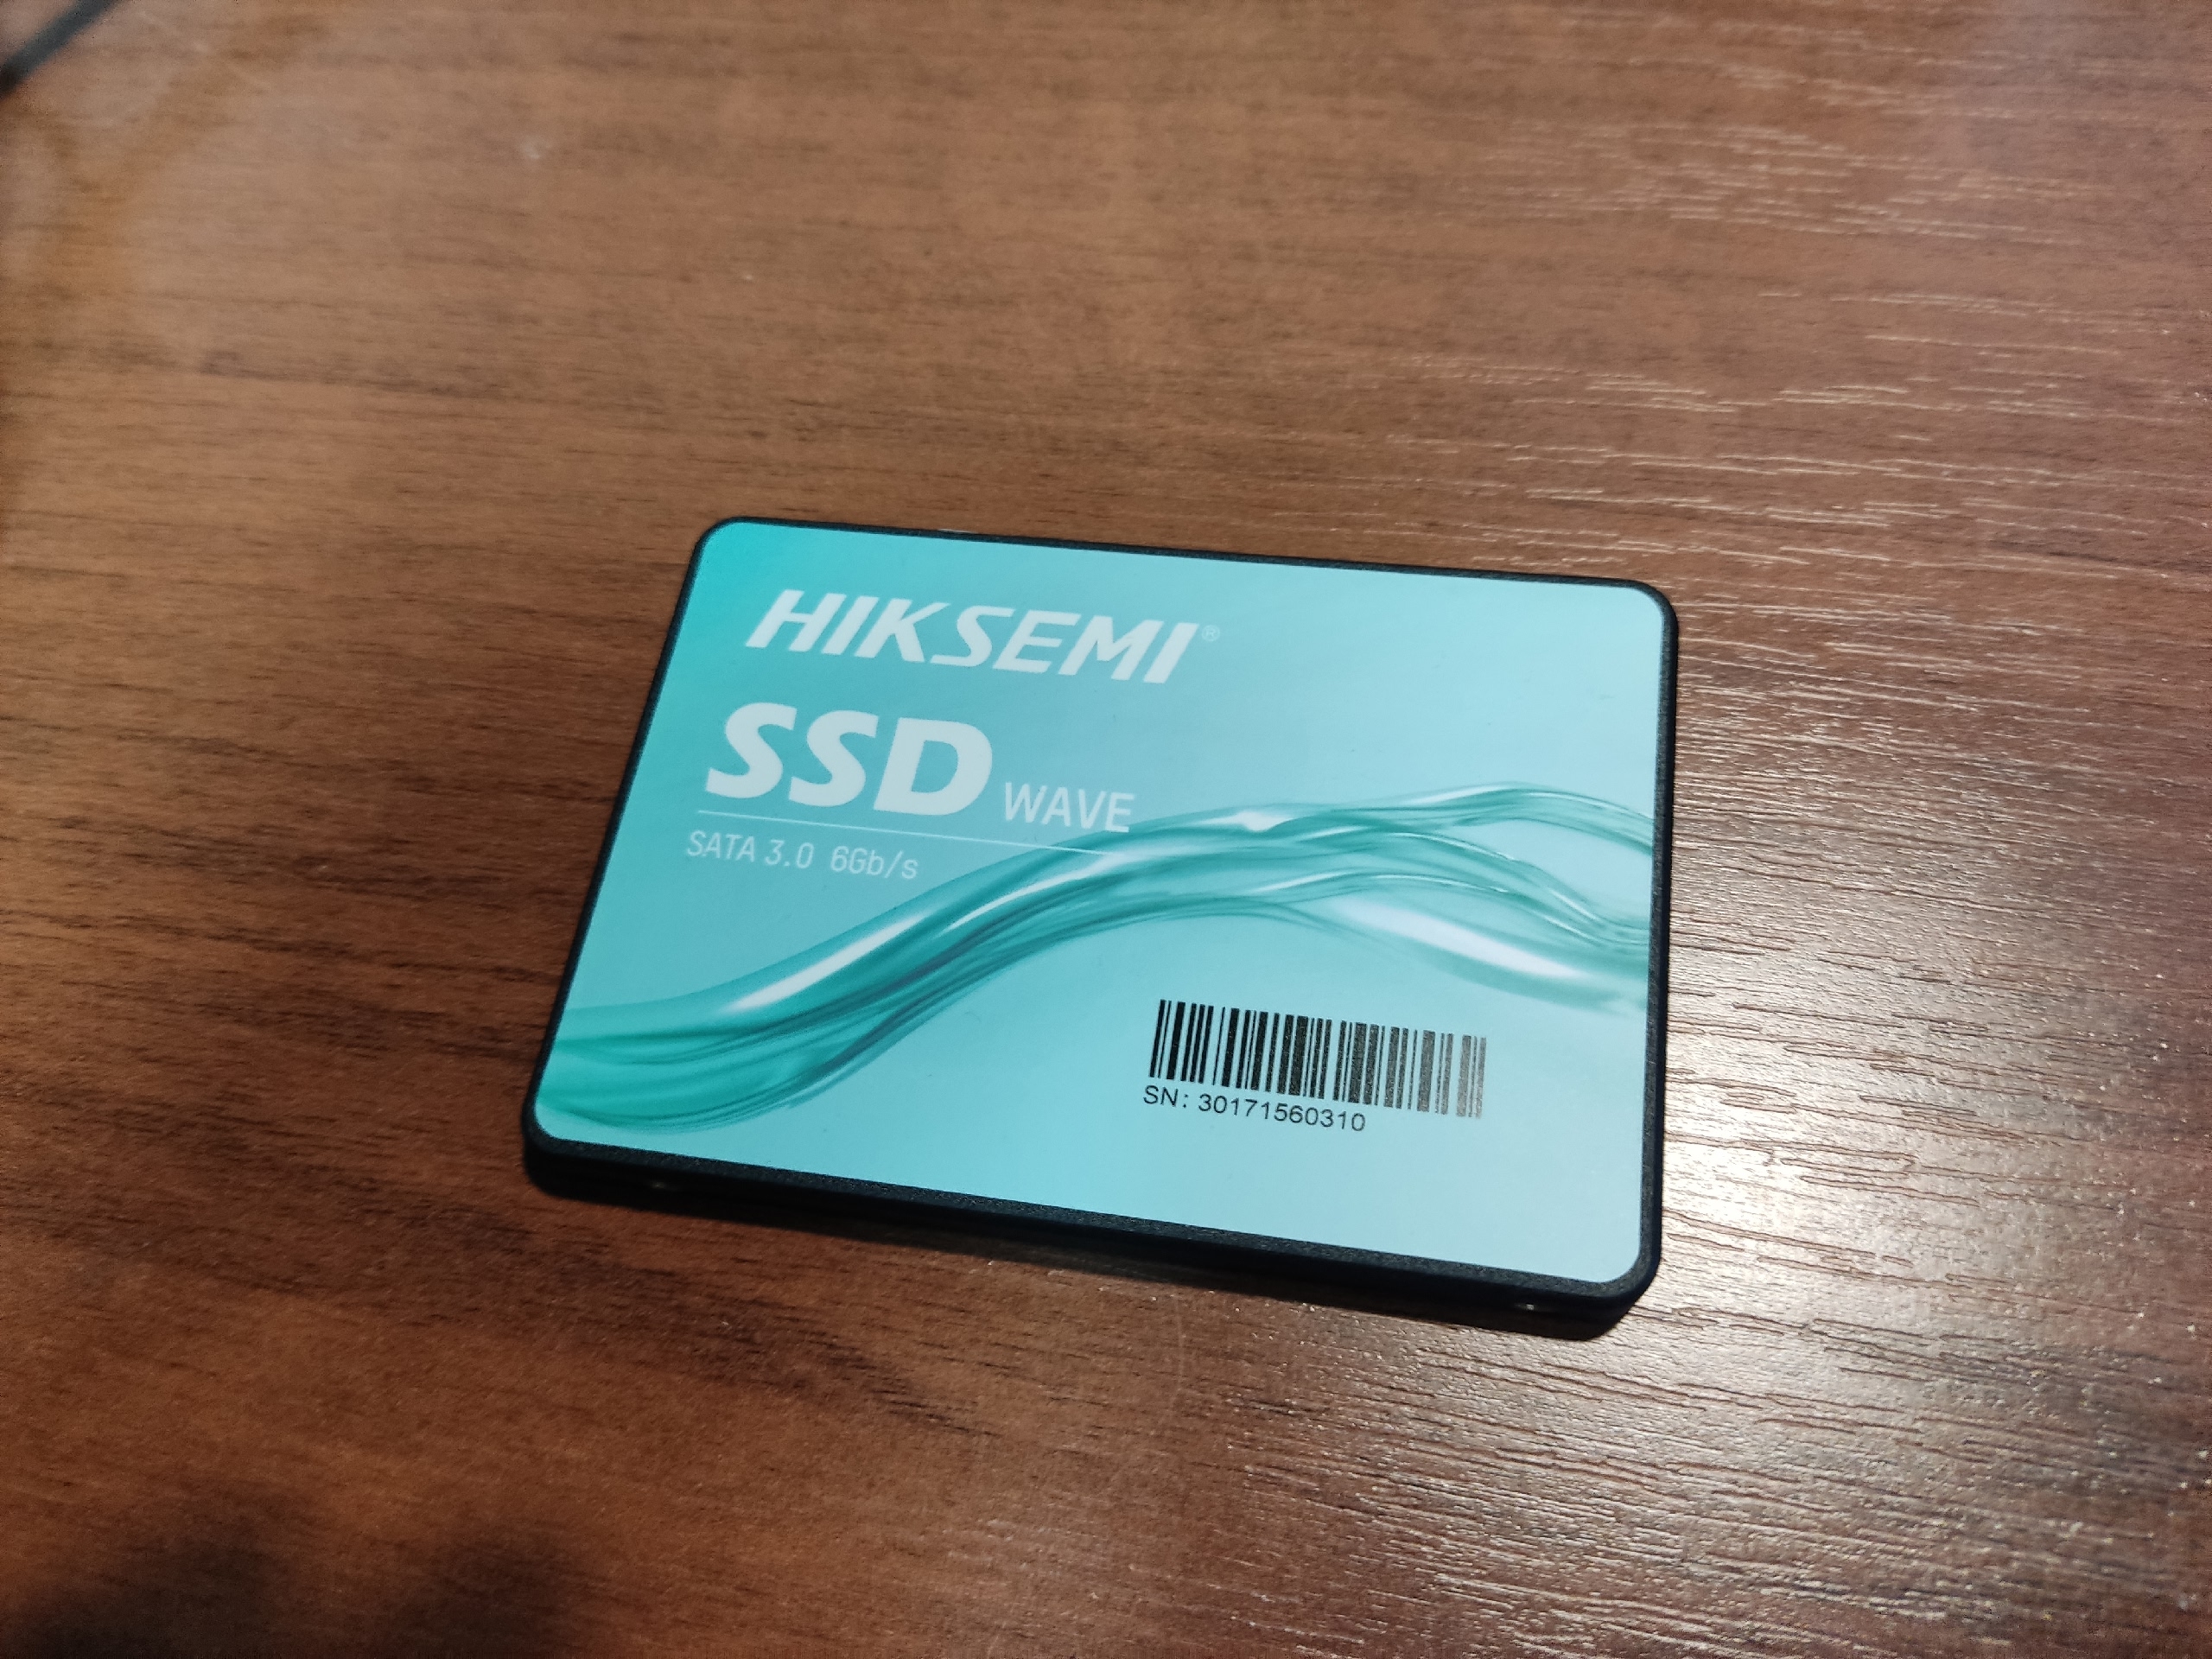 HIKSEMI®
SSD WAVE
SATA 3.0 6Gb/s
SN: 30171560310